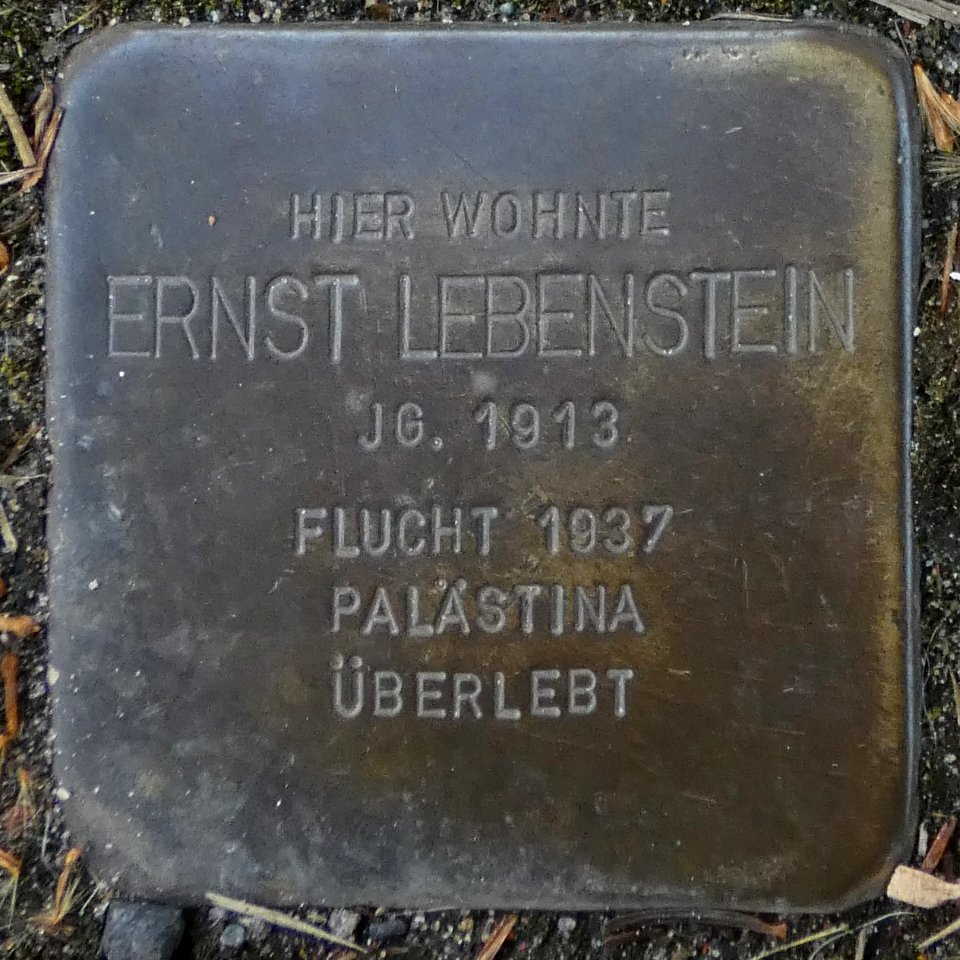 HIER WOHNTE
ERNST LEBENSTEIN
JG. 1913
FLUCHT 1937
PALÄSTINA
ÜBERLEBT